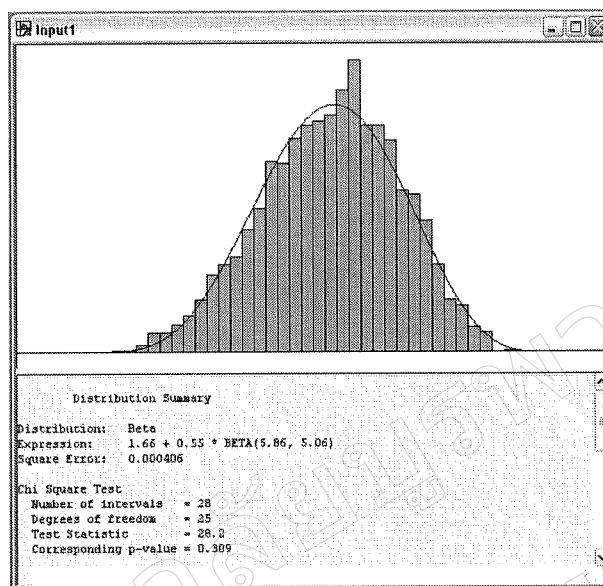 Input1
Distribution Summary
Distribution: Beta
Expression: 1.66 + 0.55 * BETA(5.86, 5.06)
Square Error: 0.000406
Chi Square Test
Number of intervals = 28
Degrees of freedom = 25
Test Statistic = 28.2
Corresponding p-value = 0.309